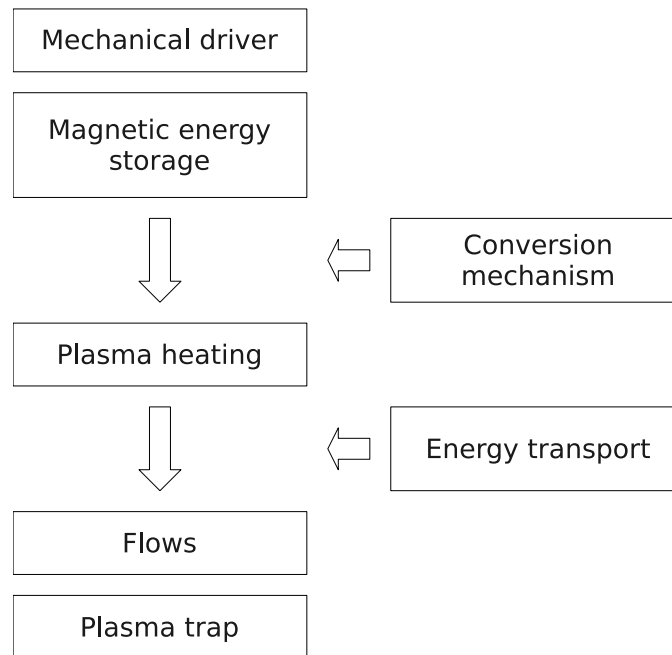 Mechanical driver
Magnetic energy
storage
Conversion
mechanism
Plasma heating
Energy transport
Flows
Plasma trap